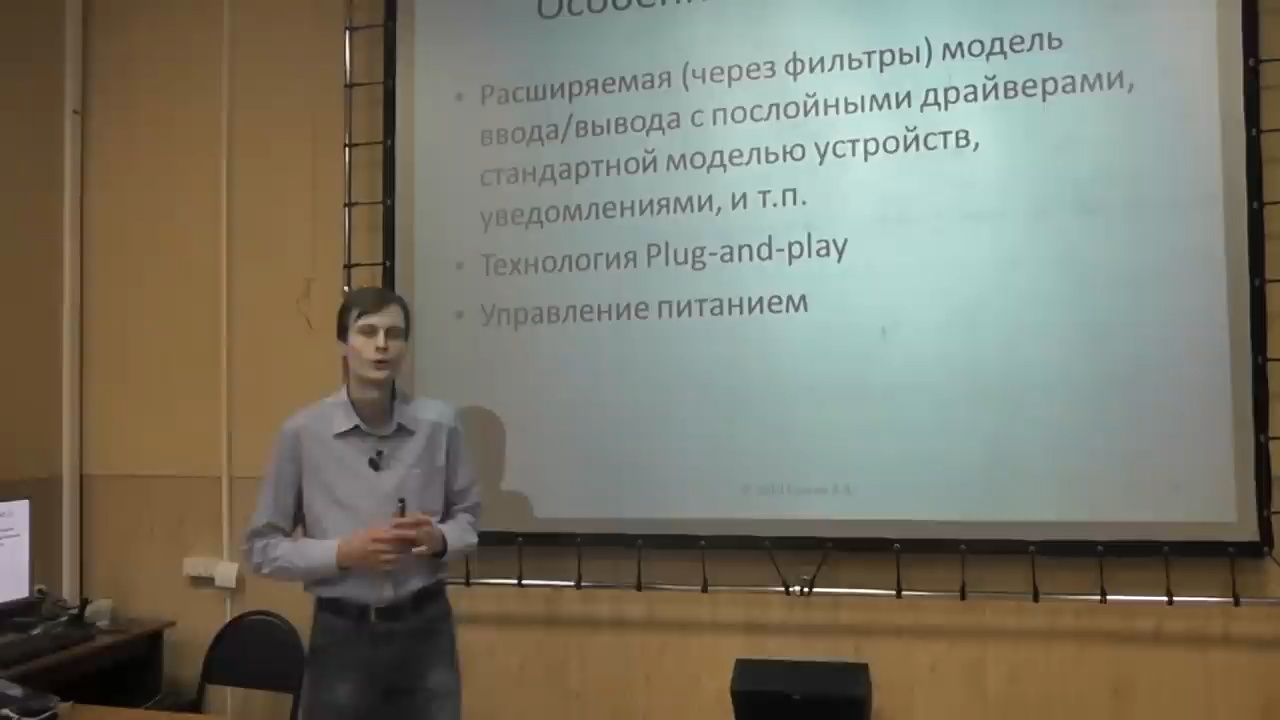 • Расширяемая (через фильтры) модель
ввода/вывода с послойными драйверами,
стандартной моделью устройств,
уведомлениями, и т.п.
• Технология Plug-and-play
• Управление питанием